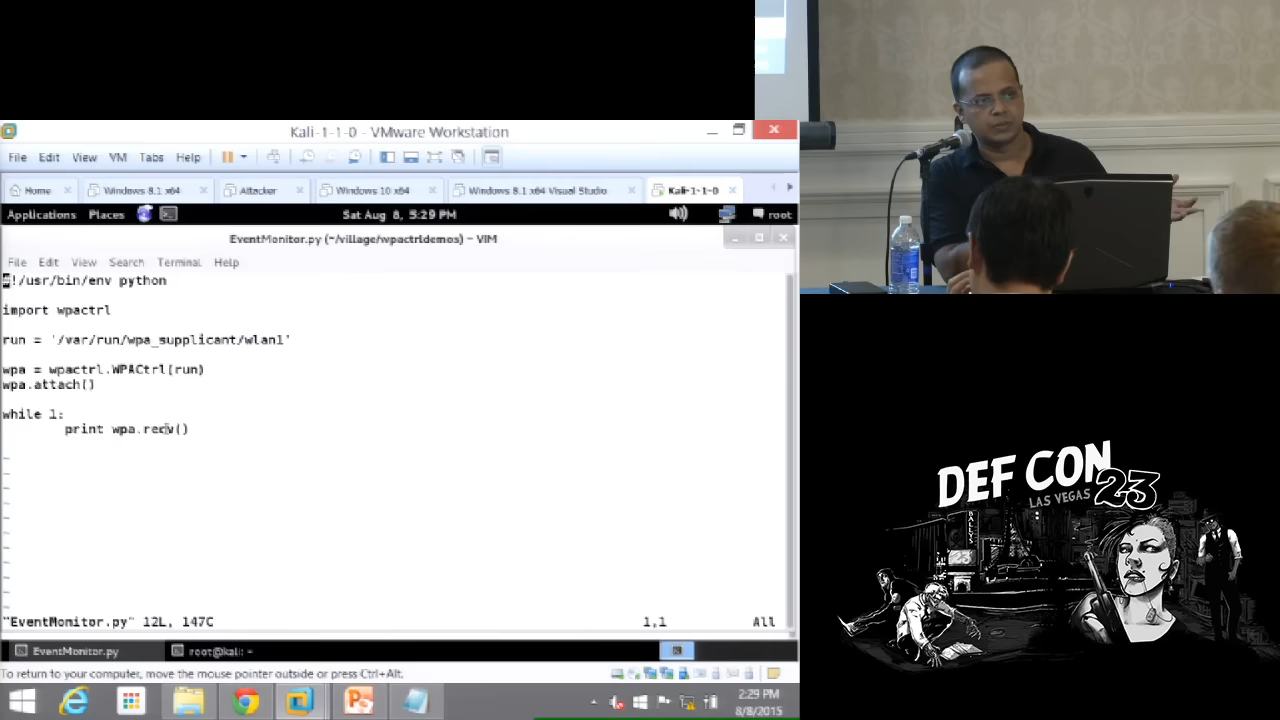 Kali-1-1-0 - VMware Workstation
File Edit View VM Tabs Help
Home Windows 8.1 x64 Attacker Windows 10 x64 Windows 8.1 x64 Visual Studio Kali-1-1-0
Applications Places Sat Aug 8, 5:29 PM root
EventMonitor.py (~/village/wpactrldemos) - VIM
File Edit View Search Terminal Help
#!/usr/bin/env python
import wpactrl
run = '/var/run/wpa_supplicant/wlan1'
wpa = wpactrl.WPACtrl(run)
wpa.attach()
while 1:
print wpa.recv()
~
~
~
~
~
~
~
~
~
~
~
"EventMonitor.py" 12L, 147C 1,1 All
EventMonitor.py root@kali: ~
To return to your computer, move the mouse pointer outside or press Ctrl+Alt.
2:29 PM
8/8/2015
DEF CON
23
LAS VEGAS
BALLYS
23